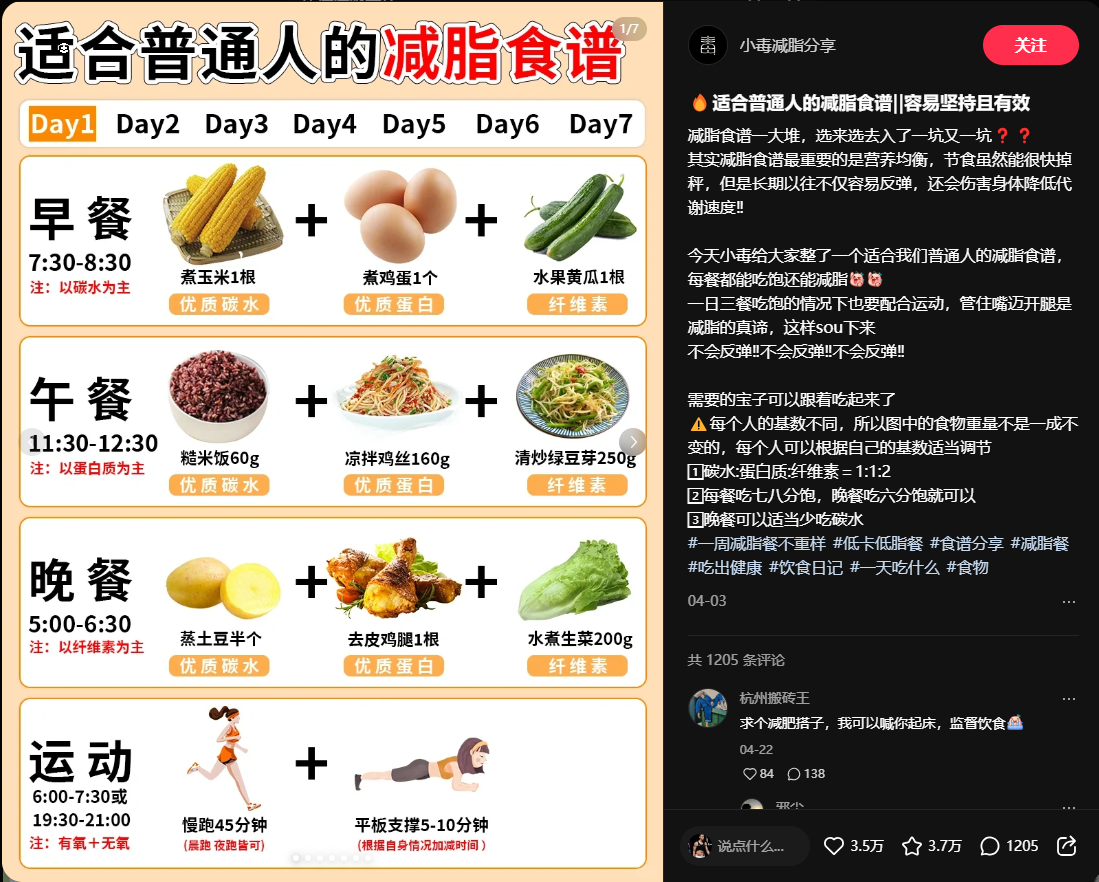 适合普通人的减脂食谱
1/7
Day1 Day2 Day3 Day4 Day5 Day6 Day7
早餐
7:30-8:30
注：以碳水为主
煮玉米1根
优质碳水
煮鸡蛋1个
优质蛋白
水果黄瓜1根
纤维素
午餐
11:30-12:30
注：以蛋白质为主
糙米饭60g
优质碳水
凉拌鸡丝160g
优质蛋白
清炒绿豆芽250g
纤维素
晚餐
5:00-6:30
注：以纤维素为主
蒸土豆半个
优质碳水
去皮鸡腿1根
优质蛋白
水煮生菜200g
纤维素
运动
6:00-7:30或
19:30-21:00
注：有氧＋无氧
慢跑45分钟
(晨跑 夜跑皆可)
平板支撑5-10分钟
(根据自身情况加减时间 )
小毒减脂分享
关注
🔥适合普通人的减脂食谱||容易坚持且有效
减脂食谱一大堆，选来选去入了一坑又一坑❓❓
其实减脂食谱最重要的是营养均衡，节食虽然能很快掉
秤，但是长期以往不仅容易反弹，还会伤害身体降低代
谢速度‼
今天小毒给大家整了一个适合我们普通人的减脂食谱，
每餐都能吃饱还能减脂
一日三餐吃饱的情况下也要配合运动，管住嘴迈开腿是
减脂的真谛，这样sou下来
不会反弹‼不会反弹‼不会反弹‼
需要的宝子可以跟着吃起来了
⚠️每个人的基数不同，所以图中的食物重量不是一成不
变的，每个人可以根据自己的基数适当调节
1️⃣碳水:蛋白质:纤维素＝1:1:2
2️⃣每餐吃七八分饱，晚餐吃六分饱就可以
3️⃣晚餐可以适当少吃碳水
#一周减脂餐不重样 #低卡低脂餐 #食谱分享 #减脂餐
#吃出健康 #饮食日记 #一天吃什么 #食物
04-03
共 1205 条评论
杭州搬砖王
求个减肥搭子，我可以喊你起床，监督饮食
04-22
84 138
说点什么...
3.5万 3.7万 1205